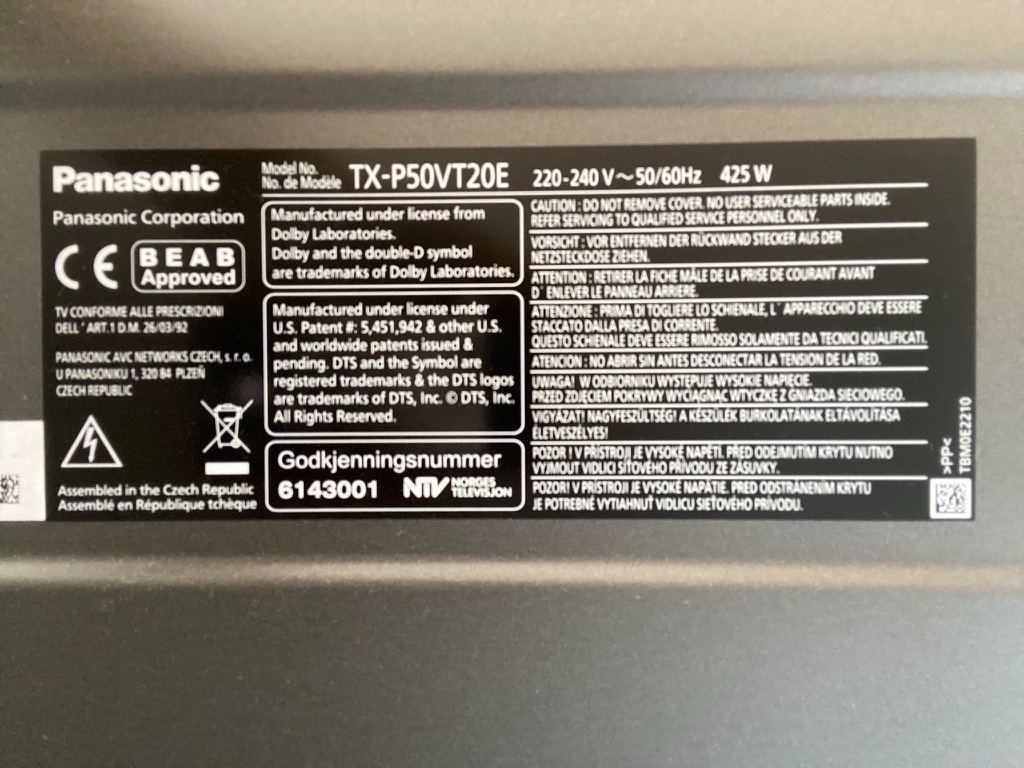 Panasonic
Model No.
No. de Modèle
TX-P50VT20E
220-240 V～50/60Hz 425 W
Panasonic Corporation
CE
BEAB
Approved
TV CONFORME ALLE PRESCRIZIONI
DELL' ART.1 D.M. 26/03/92
PANASONIC AVC NETWORKS CZECH, s. r. o.
U PANASONIKU 1, 320 84 PLZEŇ
CZECH REPUBLIC
Assembled in the Czech Republic
Assemblé en République tchèque
Manufactured under license from
Dolby Laboratories.
Dolby and the double-D symbol
are trademarks of Dolby Laboratories.
Manufactured under license under
U.S. Patent #: 5,451,942 & other U.S.
and worldwide patents issued &
pending. DTS and the Symbol are
registered trademarks & the DTS logos
are trademarks of DTS, Inc. © DTS, Inc.
All Rights Reserved.
Godkjenningsnummer
6143001
NTV NORGES
TELEVISJON
CAUTION : DO NOT REMOVE COVER. NO USER SERVICEABLE PARTS INSIDE.
REFER SERVICING TO QUALIFIED SERVICE PERSONNEL ONLY.
VORSICHT : VOR ENTFERNEN DER RÜCKWAND STECKER AUS DER
NETZSTECKDOSE ZIEHEN.
ATTENTION : RETIRER LA FICHE MÂLE DE LA PRISE DE COURANT AVANT
D' ENLEVER LE PANNEAU ARRIERE.
ATTENZIONE : PRIMA DI TOGLIERE LO SCHIENALE, L' APPARECCHIO DEVE ESSERE
STACCATO DALLA PRESA DI CORRENTE.
QUESTO SCHIENALE DEVE ESSERE RIMOSSO SOLAMENTE DA TECNICI QUALIFICATI.
ATENCION : NO ABRIR SIN ANTES DESCONECTAR LA TENSION DE LA RED.
UWAGA! W ODBIORNIKU WYSTĘPUJE WYSOKIE NAPIĘCIE.
PRZED ZDJĘCIEM POKRYWY WYCIĄGNĄĆ WTYCZKĘ Z GNIAZDA SIECIOWEGO.
VIGYÁZAT! NAGYFESZÜLTSÉG! A KÉSZÜLÉK BURKOLATÁNAK ELTÁVOLÍTÁSA
ÉLETVESZÉLYES!
POZOR ! V PŘÍSTROJI JE VYSOKÉ NAPĚTÍ. PŘED ODEJMUTÍM KRYTU NUTNO
VYJMOUT VIDLICI SÍŤOVÉHO PŘÍVODU ZE ZÁSUVKY.
POZOR! V PRÍSTROJI JE VYSOKÉ NAPÄTIE. PRED ODSTRÁNENÍM KRYTU
JE POTREBNÉ VYTIAHNUŤ VIDLICU SIEŤOVÉHO PRÍVODU.
>PP<
TBM0E2210